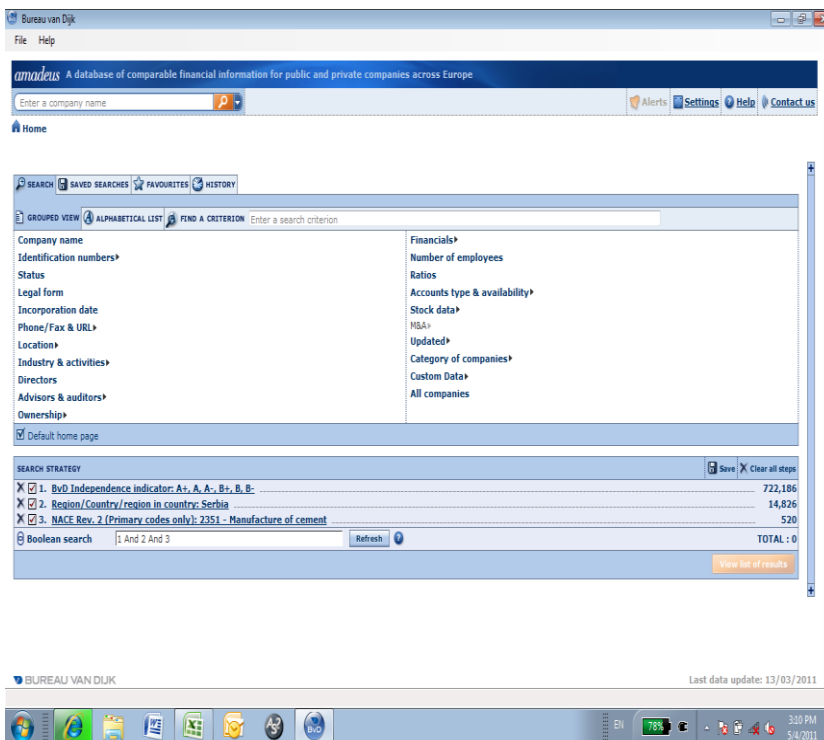 Bureau van Dijk
File Help
amadeus A database of comparable financial information for public and private companies across Europe
Enter a company name
Alerts Settings Help Contact us
Home
SEARCH SAVED SEARCHES FAVOURITES HISTORY
GROUPED VIEW ALPHABETICAL LIST FIND A CRITERION Enter a search criterion
Company name
Identification numbers
Status
Legal form
Incorporation date
Phone/Fax & URL
Location
Industry & activities
Directors
Advisors & auditors
Ownership
Financials
Number of employees
Ratios
Accounts type & availability
Stock data
M&A
Updated
Category of companies
Custom Data
All companies
Default home page
SEARCH STRATEGY Save Clear all steps
1. BvD Independence indicator: A+, A, A-, B+, B, B- 722,186
2. Region/Country/region in country: Serbia 14,826
3. NACE Rev. 2 (Primary codes only): 2351 - Manufacture of cement 520
Boolean search 1 And 2 And 3 Refresh TOTAL : 0
View list of results
BUREAU VAN DIJK Last data update: 13/03/2011
EN 78% 3:10 PM
5/4/2011